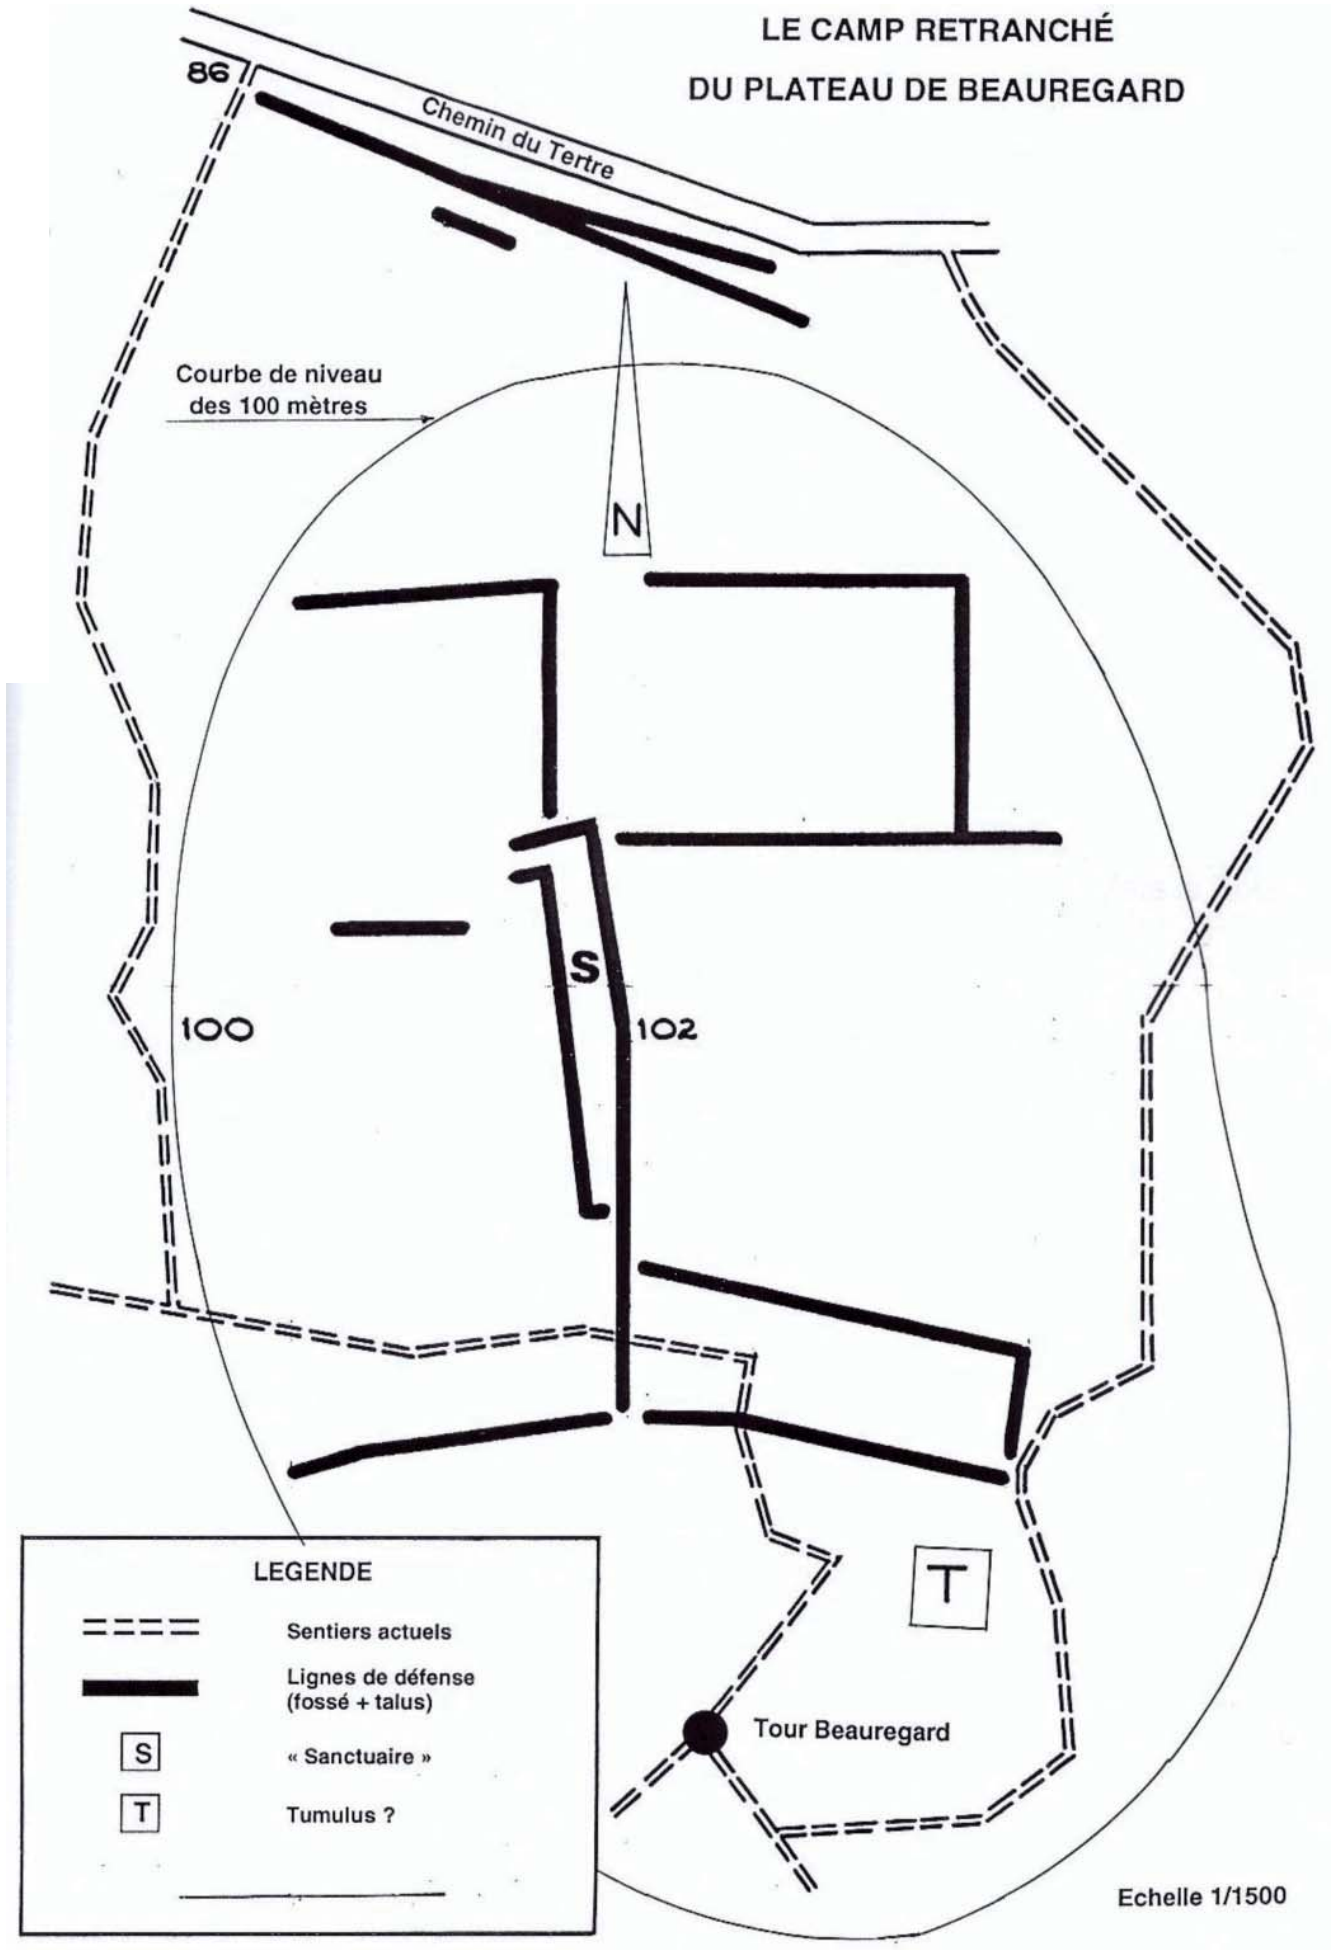 LE CAMP RETRANCHÉ
DU PLATEAU DE BEAUREGARD
86
Chemin du Tertre
Courbe de niveau
des 100 mètres
N
S
100
102
T
Tour Beauregard
LEGENDE
Sentiers actuels
Lignes de défense
(fossé + talus)
S
« Sanctuaire »
T
Tumulus ?
Echelle 1/1500